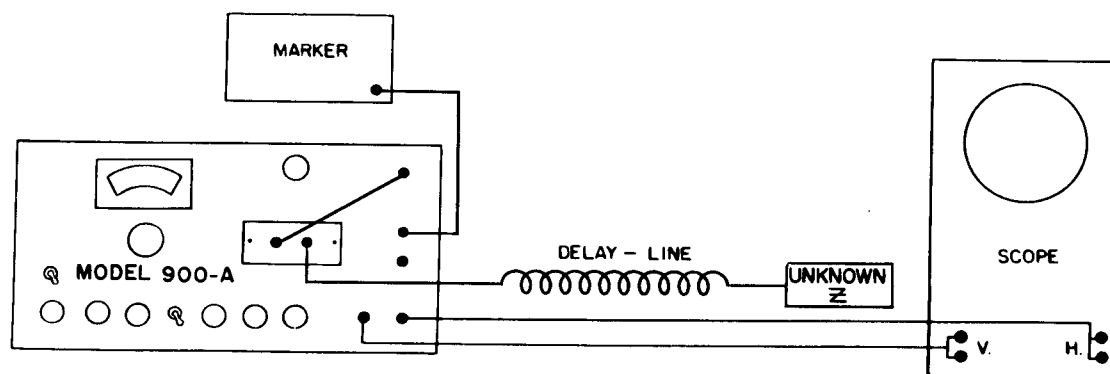 MARKER
MODEL 900-A
DELAY - LINE
UNKNOWN
Z
SCOPE
V.
H.